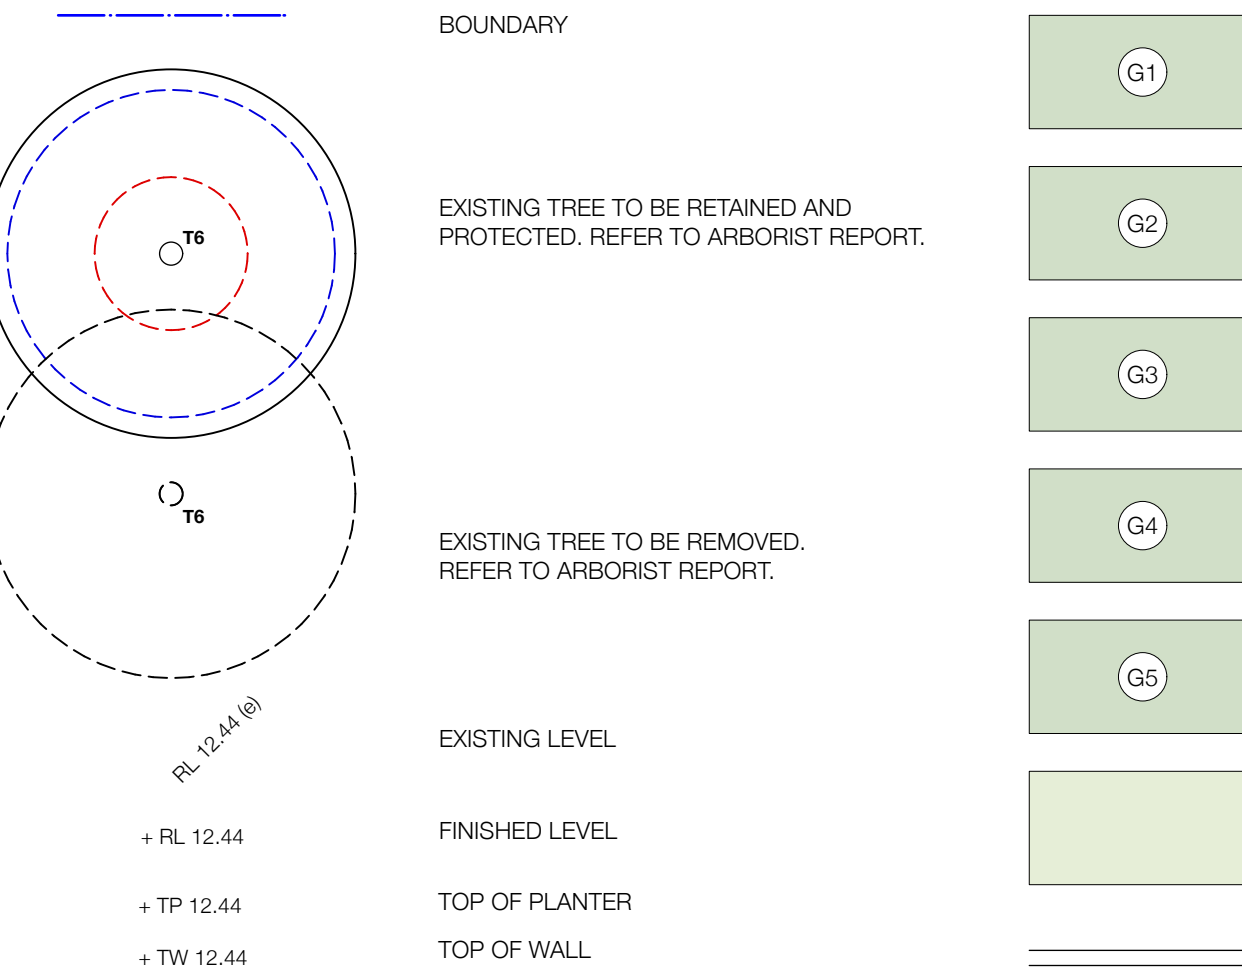 BOUNDARY
G1
T6
EXISTING TREE TO BE RETAINED AND
PROTECTED. REFER TO ARBORIST REPORT.
G2
G3
T6
EXISTING TREE TO BE REMOVED.
REFER TO ARBORIST REPORT.
G4
G5
RL 12.44 (e)
EXISTING LEVEL
+ RL 12.44
FINISHED LEVEL
+ TP 12.44
TOP OF PLANTER
+ TW 12.44
TOP OF WALL